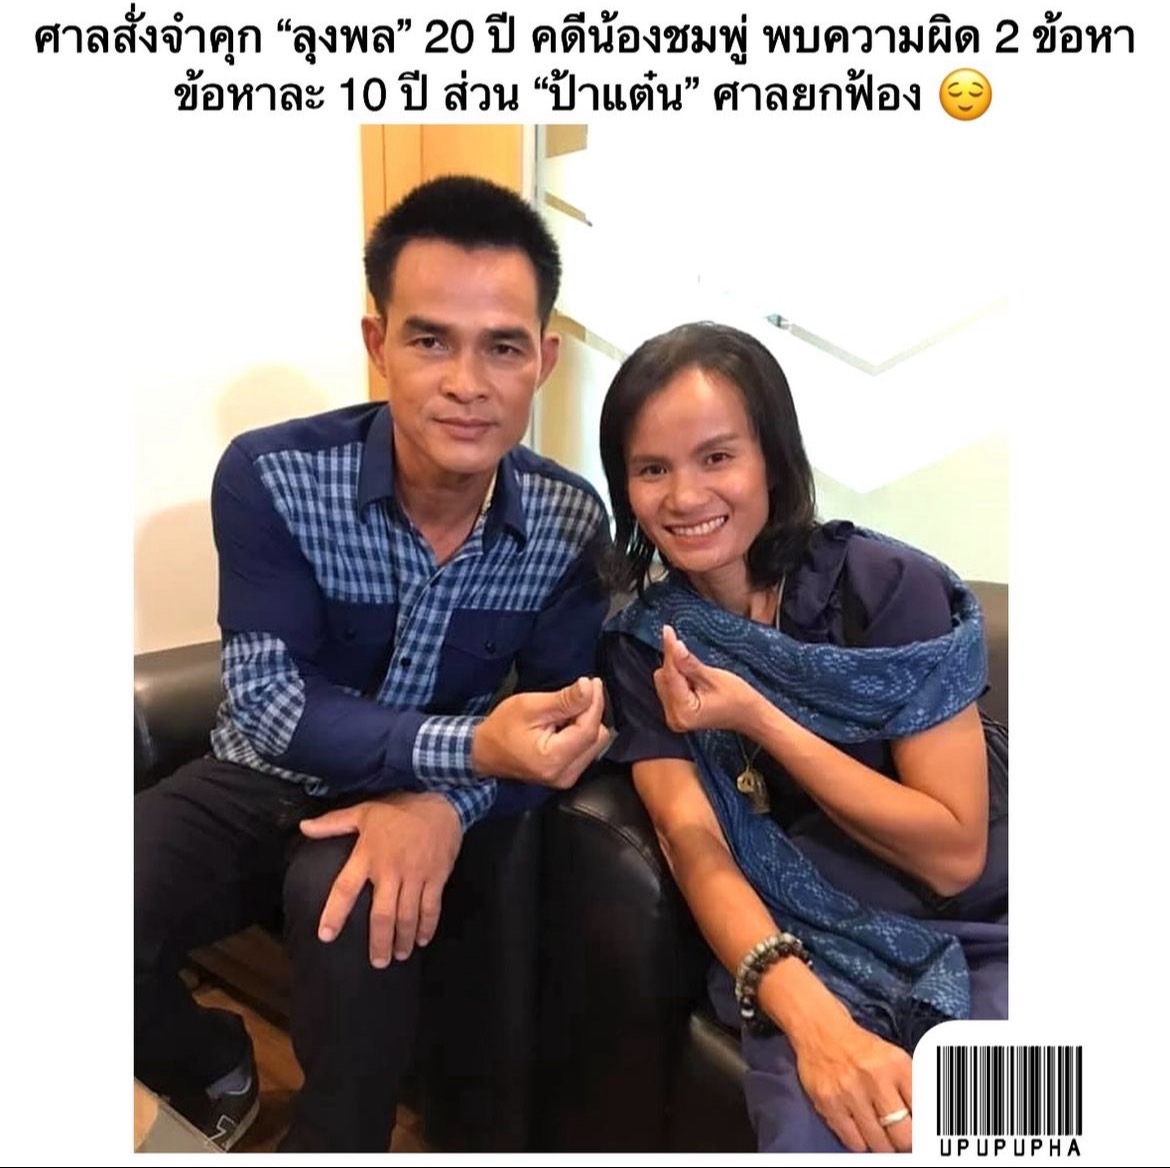 ศาลสั่งจำคุก “ลุงพล” 20 ปี คดีน้องชมพู่ พบความผิด 2 ข้อหา
ข้อหาละ 10 ปี ส่วน “ป้าแต๋น” ศาลยกฟ้อง 😌
UPUPUPHA